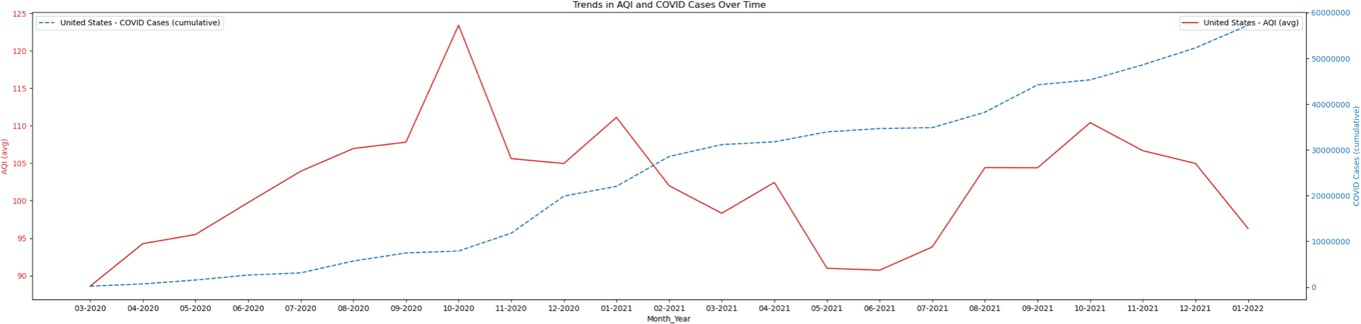 Trends in AQI and COVID Cases Over Time
United States - COVID Cases (cumulative)
United States - AQI (avg)
125
120
115
110
105
100
95
90
AQI (avg)
60000000
50000000
40000000
30000000
20000000
10000000
0
COVID Cases (cumulative)
03-2020 04-2020 05-2020 06-2020 07-2020 08-2020 09-2020 10-2020 11-2020 12-2020 01-2021 02-2021 03-2021 04-2021 05-2021 06-2021 07-2021 08-2021 09-2021 10-2021 11-2021 12-2021 01-2022
Month_Year